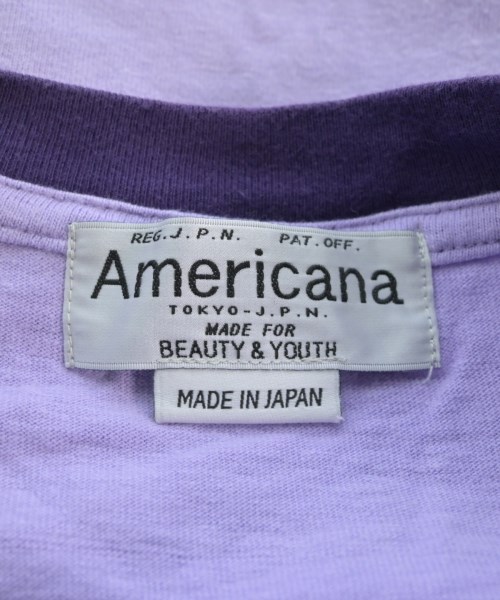 REG.J.P.N. PAT.OFF.
Americana
TOKYO-J.P.N.
MADE FOR
BEAUTY & YOUTH
MADE IN JAPAN